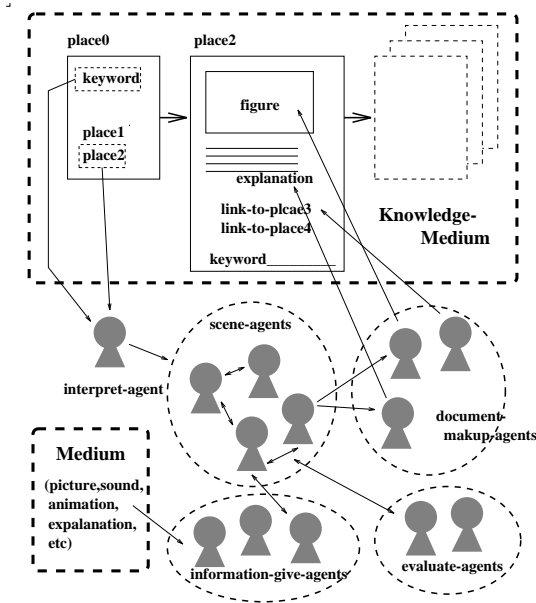 place0
place2
keyword
figure
place1
place2
explanation
link-to-plcae3
link-to-place4
keyword
Knowledge-
Medium
scene-agents
interpret-agent
document-
makup-agents
Medium
(picture,sound,
animation,
expalanation,
etc)
information-give-agents
evaluate-agents